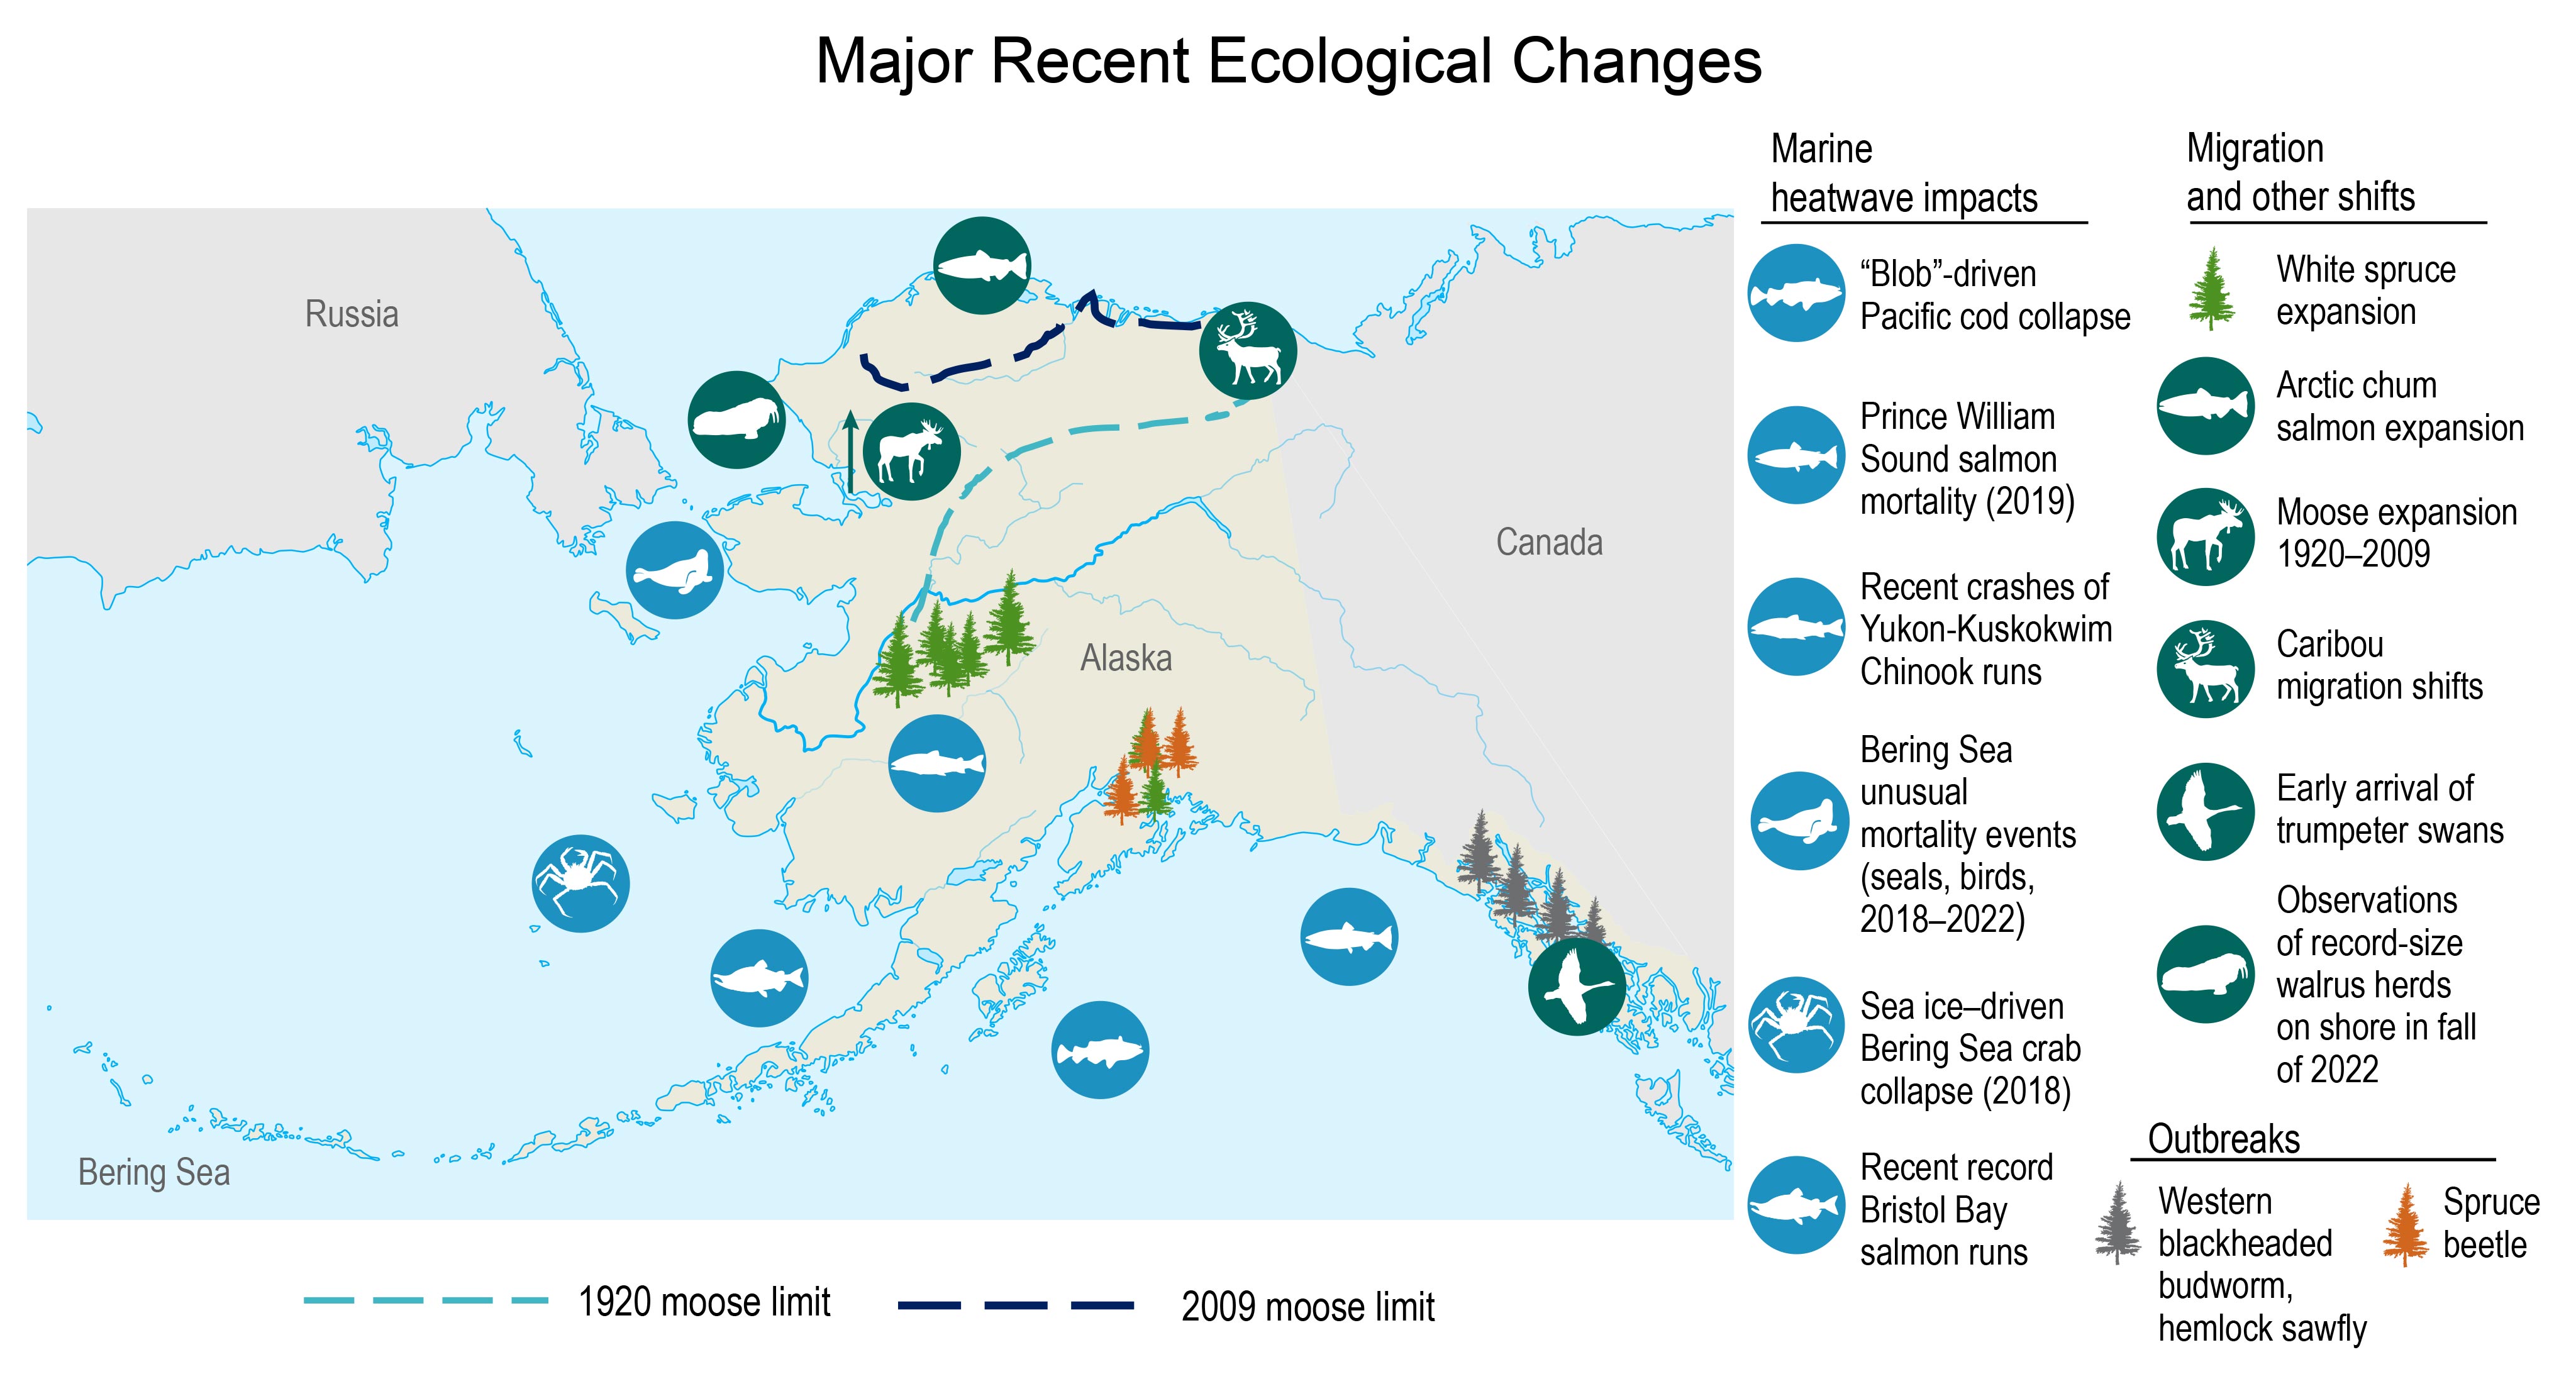 Major Recent Ecological Changes
Russia
Canada
Alaska
Bering Sea
1920 moose limit
2009 moose limit
Marine
heatwave impacts
“Blob”-driven
Pacific cod collapse
Prince William
Sound salmon
mortality (2019)
Recent crashes of
Yukon-Kuskokwim
Chinook runs
Bering Sea
unusual
mortality events
(seals, birds,
2018–2022)
Sea ice–driven
Bering Sea crab
collapse (2018)
Recent record
Bristol Bay
salmon runs
Migration
and other shifts
White spruce
expansion
Arctic chum
salmon expansion
Moose expansion
1920–2009
Caribou
migration shifts
Early arrival of
trumpeter swans
Observations
of record-size
walrus herds
on shore in fall
of 2022
Outbreaks
Western
blackheaded
budworm,
hemlock sawfly
Spruce
beetle